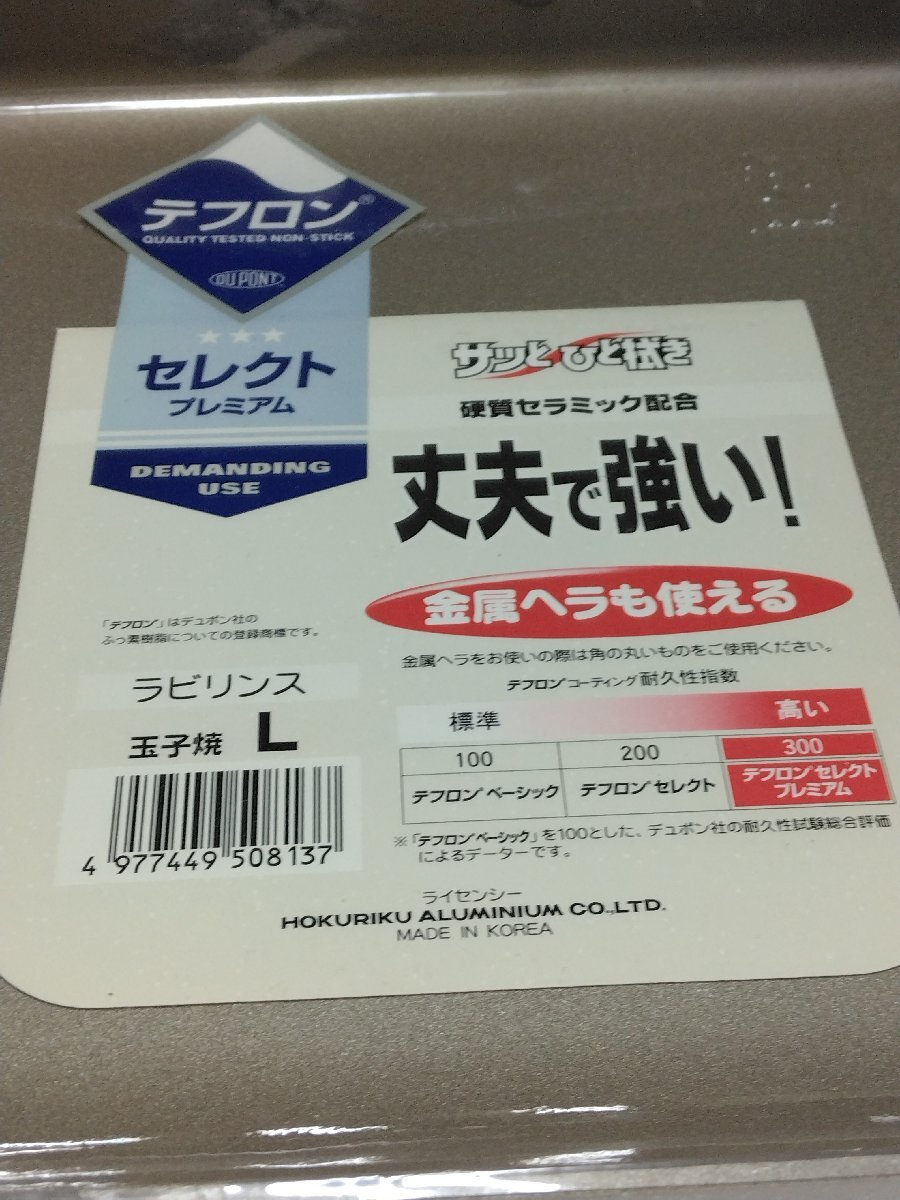 テフロン®
QUALITY TESTED NON-STICK
DU PONT
★★★
セレクト
プレミアム
DEMANDING
USE
サッとひと拭き
硬質セラミック配合
丈夫で強い!
金属ヘラも使える
金属ヘラをお使いの際は角の丸いものをご使用ください。
「テフロン」はデュポン社の
ふっ素樹脂についての登録商標です。
ラビリンス
玉子焼 L
4 977449 508137
テフロン®コーティング耐久性指数
標準 高い
100 200 300
テフロン®ベーシック テフロン®セレクト テフロン®セレクト
プレミアム
※「テフロン®ベーシック」を100とした、デュポン社の耐久性試験総合評価
によるデーターです。
ライセンシー
HOKURIKU ALUMINIUM CO.,LTD.
MADE IN KOREA